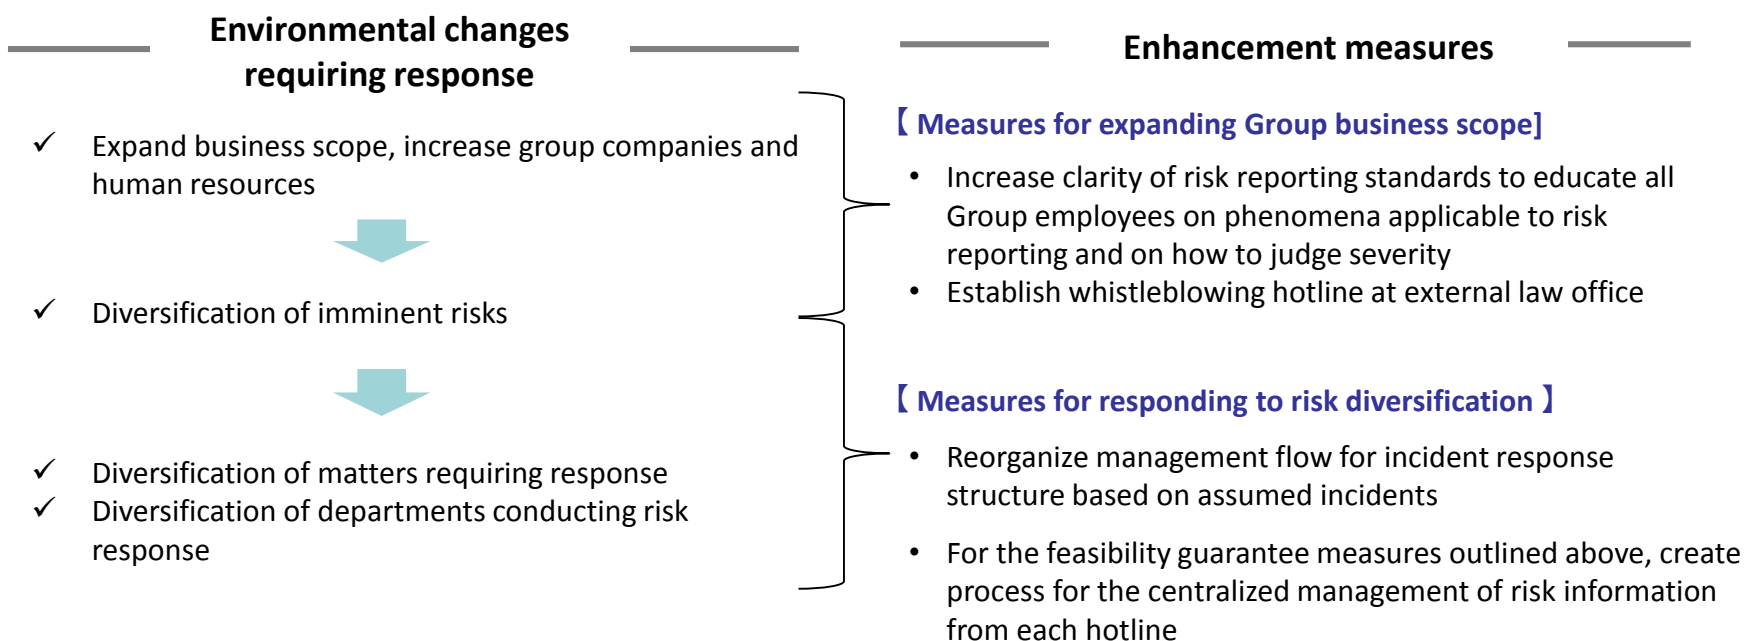 Environmental changes
requiring response
✓ Expand business scope, increase group companies and
human resources
✓ Diversification of imminent risks
✓ Diversification of matters requiring response
✓ Diversification of departments conducting risk
response
Enhancement measures
【 Measures for expanding Group business scope]
• Increase clarity of risk reporting standards to educate all
Group employees on phenomena applicable to risk
reporting and on how to judge severity
• Establish whistleblowing hotline at external law office
【 Measures for responding to risk diversification 】
• Reorganize management flow for incident response
structure based on assumed incidents
• For the feasibility guarantee measures outlined above, create
process for the centralized management of risk information
from each hotline